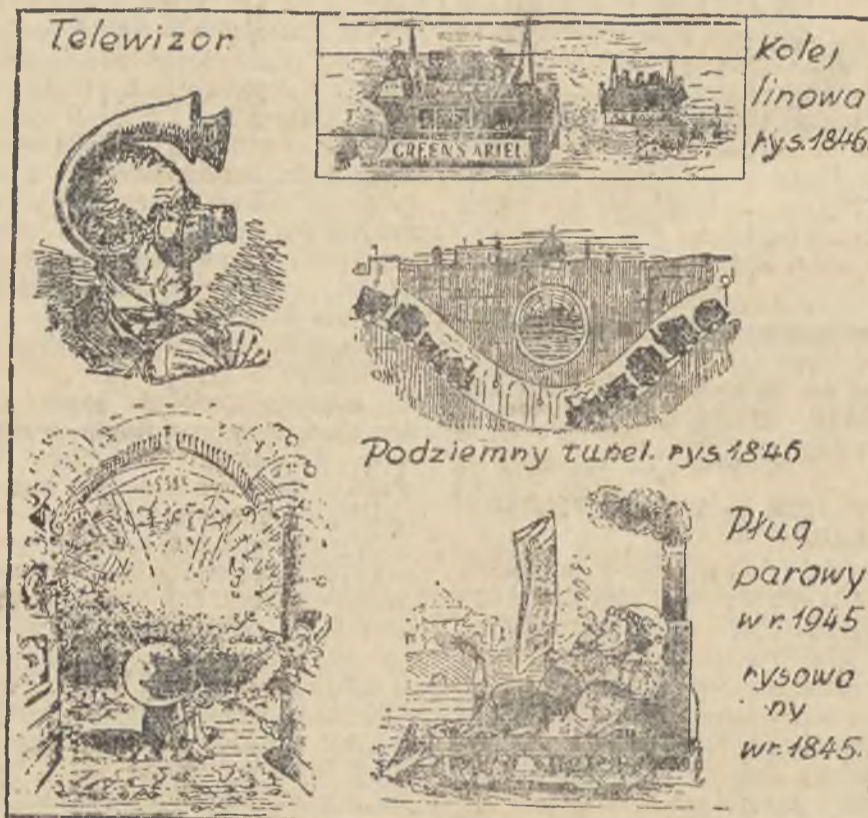 Telewizor
Kolej
linowa
rys. 1846
GREEN'S ARIEL
Podziemny tunel. rys 1846
Pług
parowy
w r. 1945
rysowa
ny
w r. 1845.